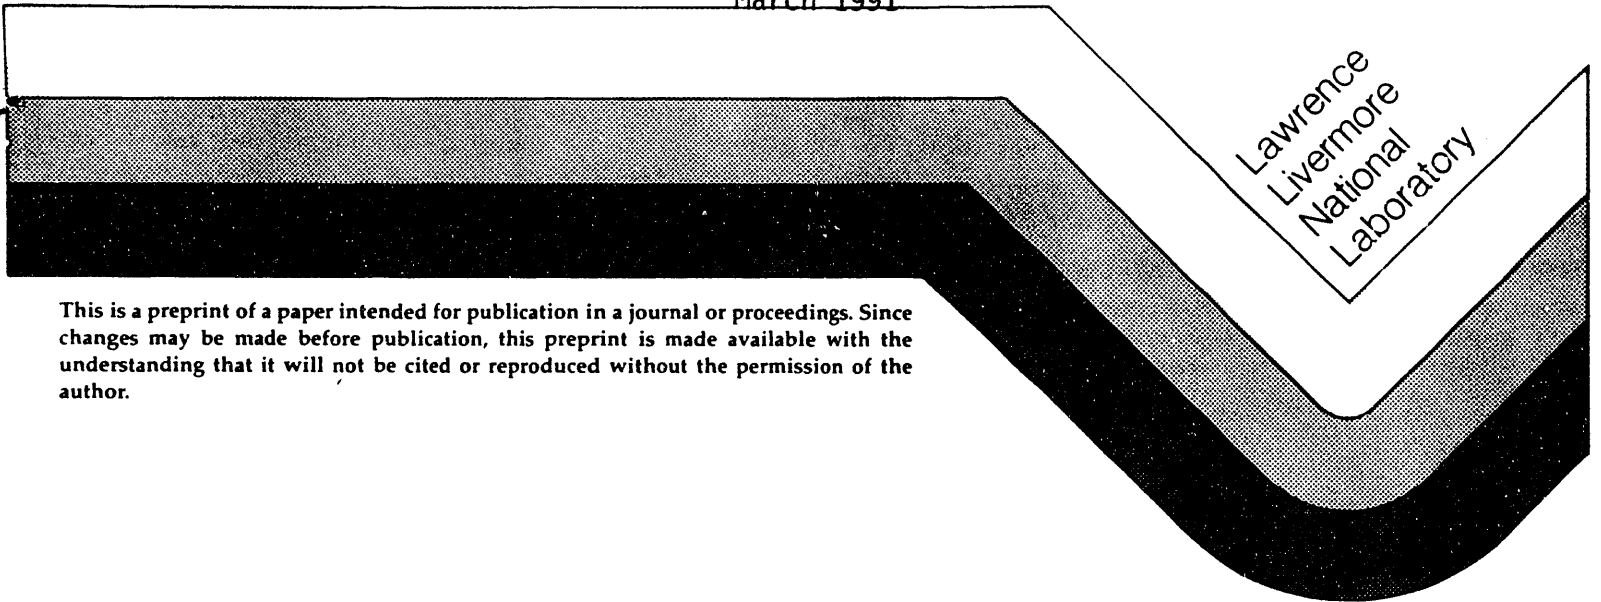 March 1991
Lawrence
Livermore
National
Laboratory
This is a preprint of a paper intended for publication in a journal or proceedings. Since
changes may be made before publication, this preprint is made available with the
understanding that it will not be cited or reproduced without the permission of the
author.